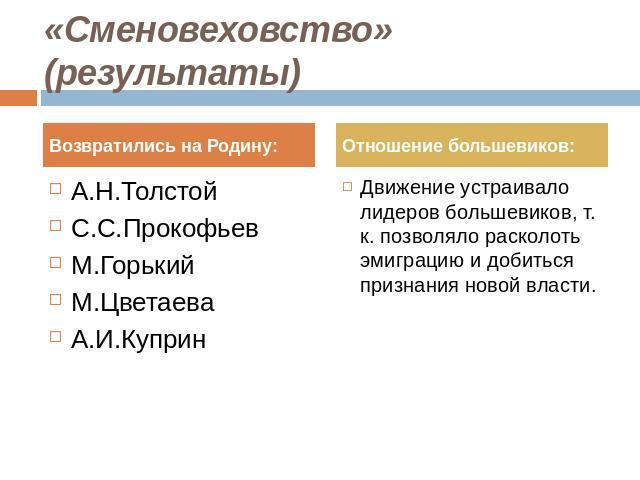 «Сменовеховство»
(результаты)
Возвратились на Родину:
А.Н.Толстой
С.С.Прокофьев
М.Горький
М.Цветаева
А.И.Куприн
Отношение большевиков:
Движение устраивало
лидеров большевиков, т.
к. позволяло расколоть
эмиграцию и добиться
признания новой власти.